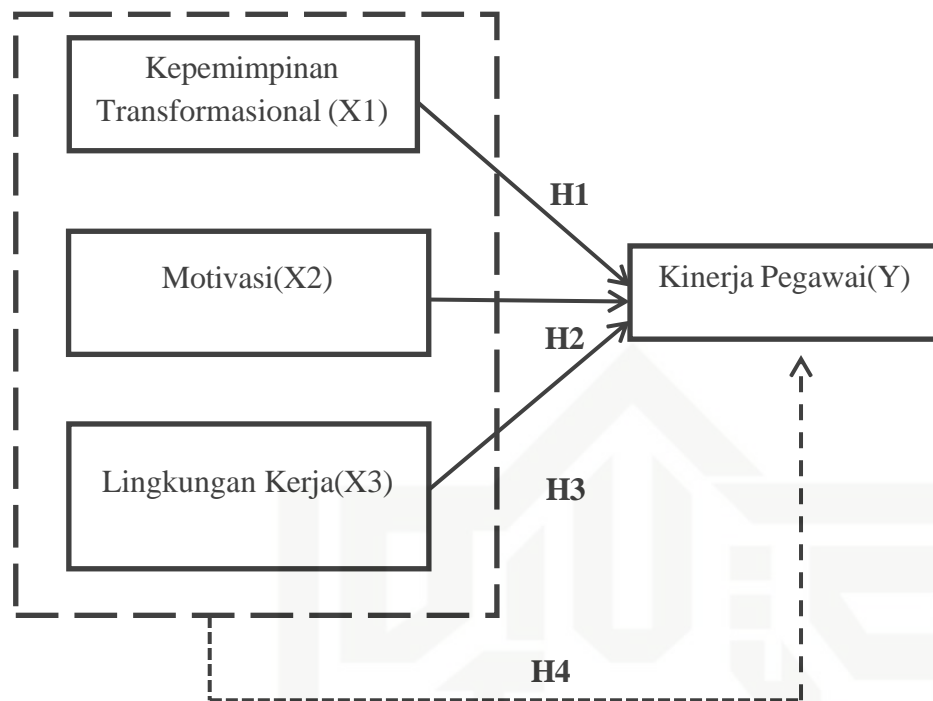 Kepemimpinan
Transformasional (X1)
H1
Motivasi(X2)
Kinerja Pegawai(Y)
H2
Lingkungan Kerja(X3)
H3
H4